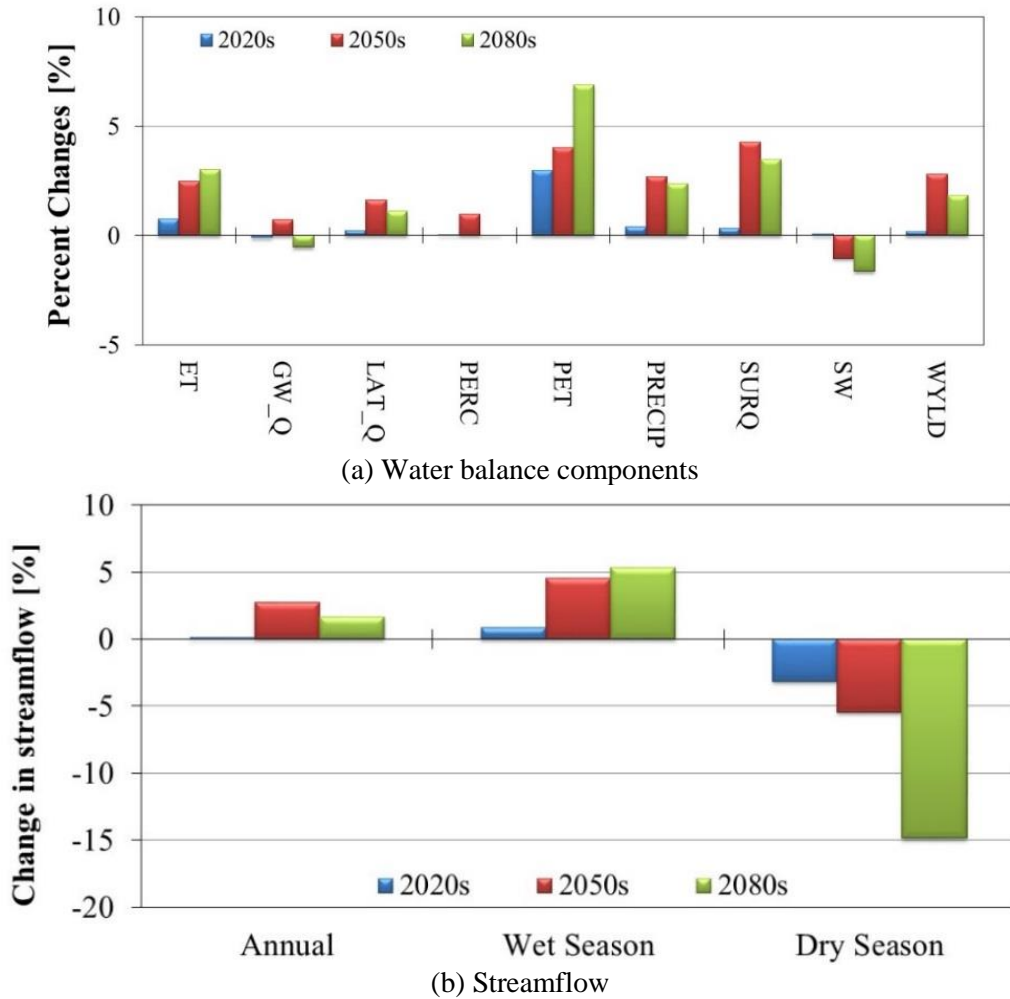 Percent Changes [%]
10
5
0
-5
2020s 2050s 2080s
ET
GW_Q
LAT_Q
PERC
PET
PRECIP
SURQ
SW
WYLD
(a) Water balance components
Change in streamflow [%]
10
5
0
-5
-10
-15
-20
2020s 2050s 2080s
Annual Wet Season Dry Season
(b) Streamflow